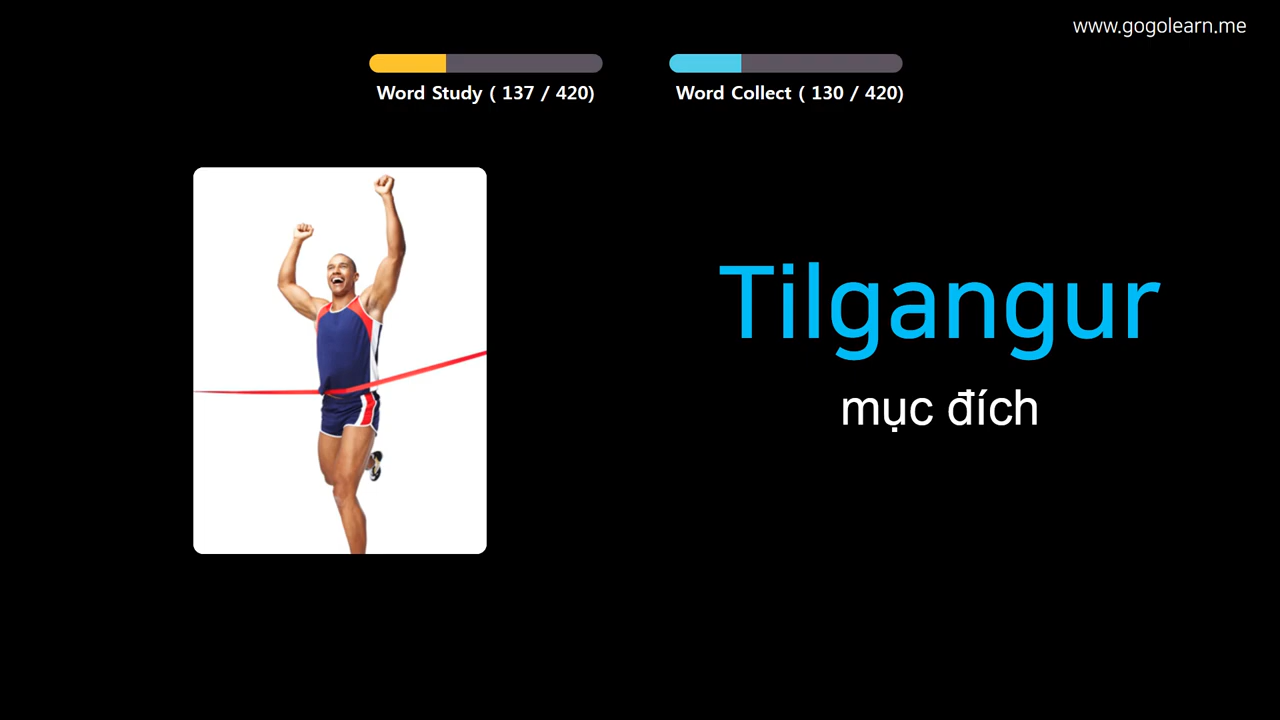 www.gogolearn.me
Word Study ( 137 / 420)
Word Collect ( 130 / 420)
Tilgangur
mục đích